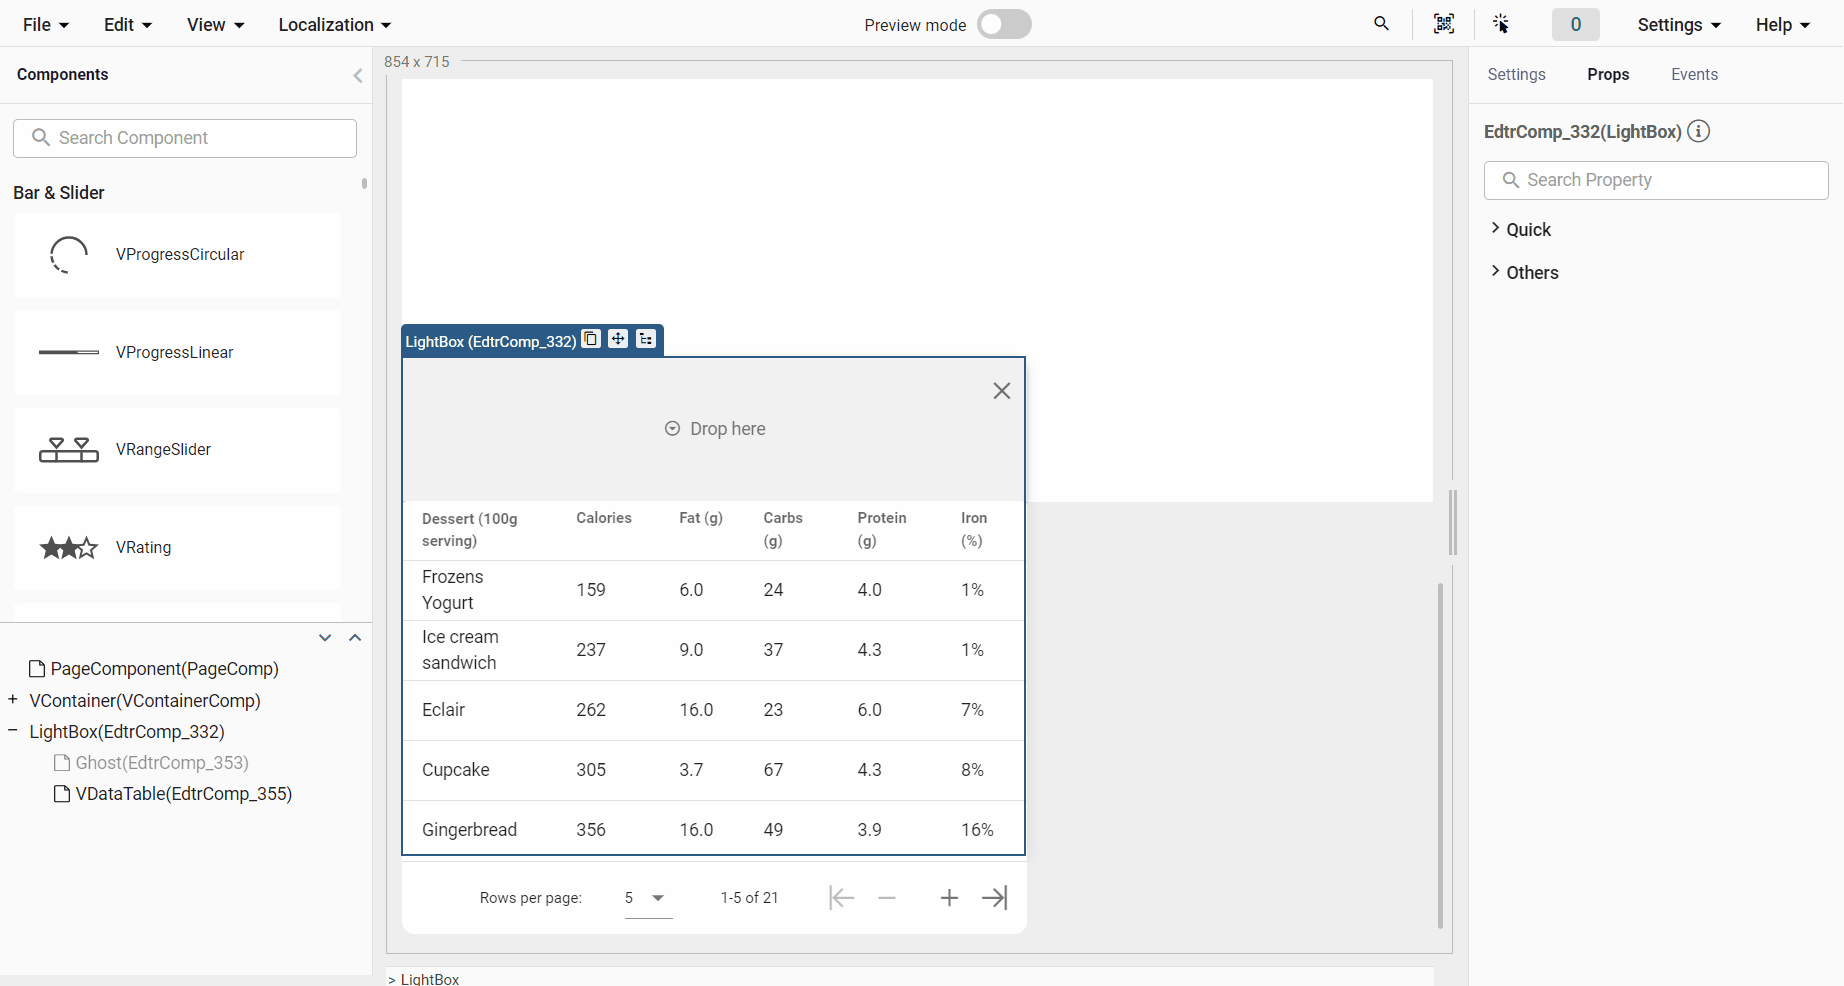 File Edit View Localization Preview mode 0 Settings Help
Components
Search Component
Bar & Slider
VProgressCircular
VProgressLinear
VRangeSlider
VRating
PageComponent(PageComp)
+ VContainer(VContainerComp)
− LightBox(EdtrComp_332)
Ghost(EdtrComp_353)
VDataTable(EdtrComp_355)
854 x 715
LightBox (EdtrComp_332)
Drop here
Dessert (100g serving) Calories Fat (g) Carbs (g) Protein (g) Iron (%)
Frozens Yogurt 159 6.0 24 4.0 1%
Ice cream sandwich 237 9.0 37 4.3 1%
Eclair 262 16.0 23 6.0 7%
Cupcake 305 3.7 67 4.3 8%
Gingerbread 356 16.0 49 3.9 16%
Rows per page: 5 1-5 of 21
> LightBox
Settings Props Events
EdtrComp_332(LightBox)
Search Property
Quick
Others